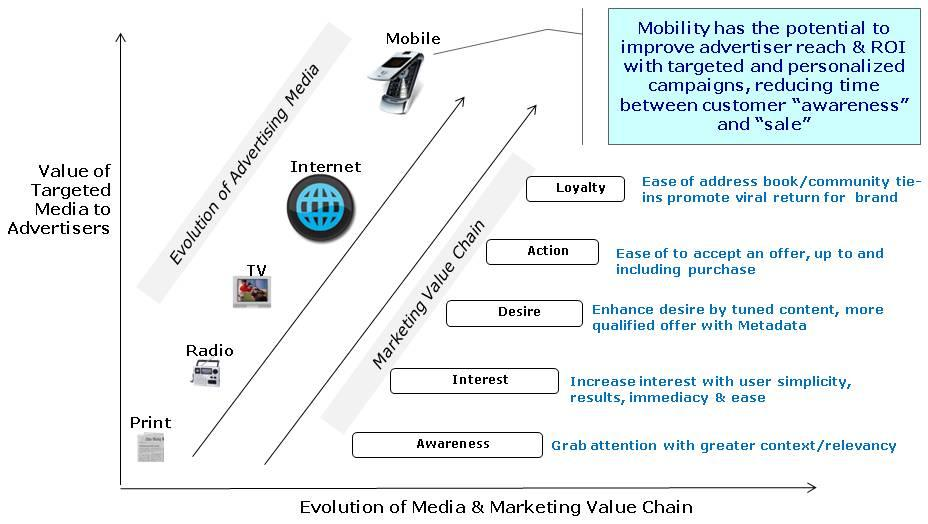 Mobile
Mobility has the potential to
improve advertiser reach & ROI
with targeted and personalized
campaigns, reducing time
between customer “awareness”
and “sale”
Evolution of Advertising Media
Value of
Targeted
Media to
Advertisers
Internet
TV
Radio
Print
Marketing Value Chain
Loyalty
Ease of address book/community tie-
ins promote viral return for brand
Action
Ease of to accept an offer, up to and
including purchase
Desire
Enhance desire by tuned content, more
qualified offer with Metadata
Interest
Increase interest with user simplicity,
results, immediacy & ease
Awareness
Grab attention with greater context/relevancy
Evolution of Media & Marketing Value Chain